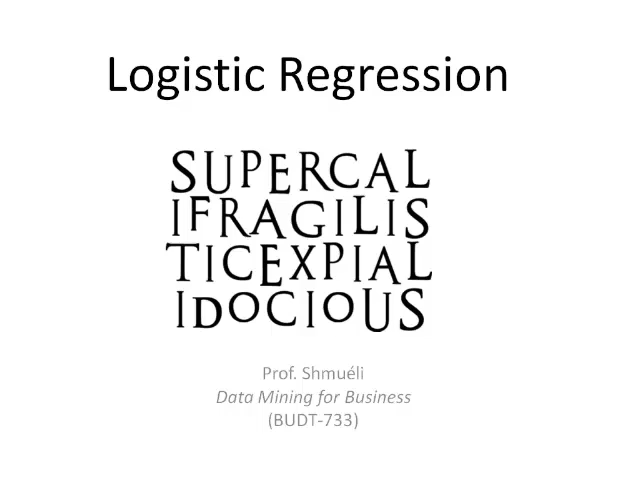 Logistic Regression
SUPERCAL
IFRAGILIS
TICEXPIAL
IDOCIOUS
Prof. Shmuéli
Data Mining for Business
(BUDT-733)